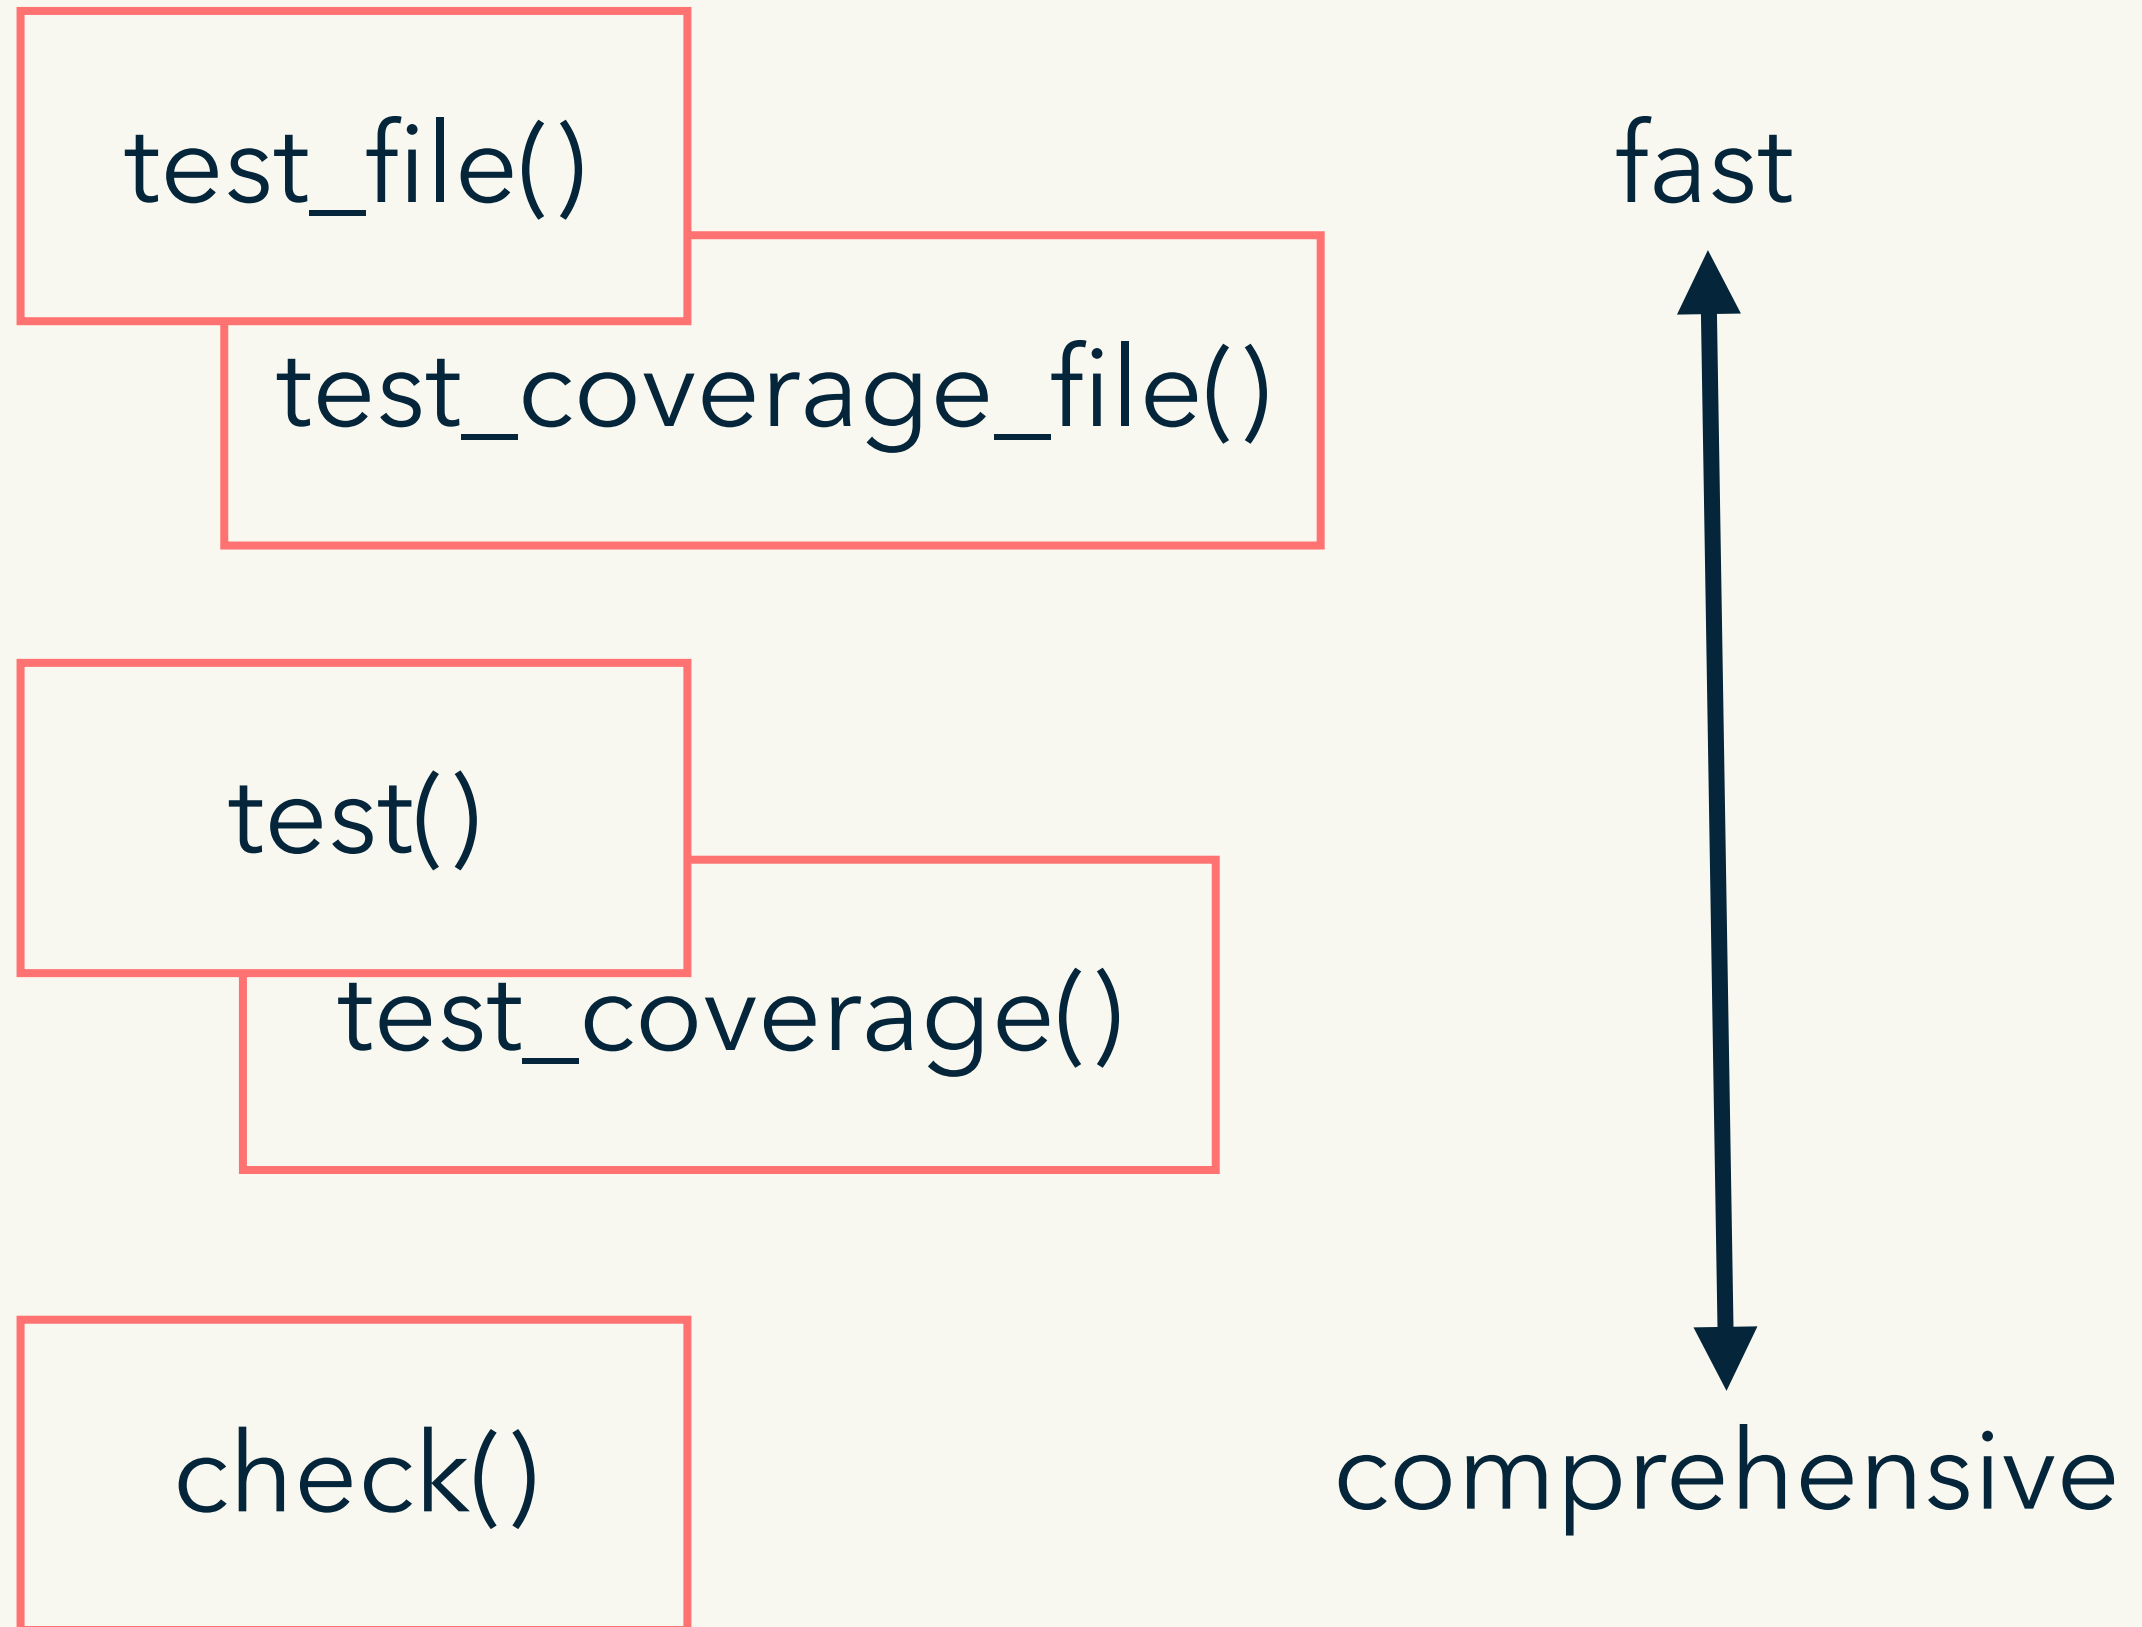 test_file()
fast
test_coverage_file()
test()
test_coverage()
check()
comprehensive